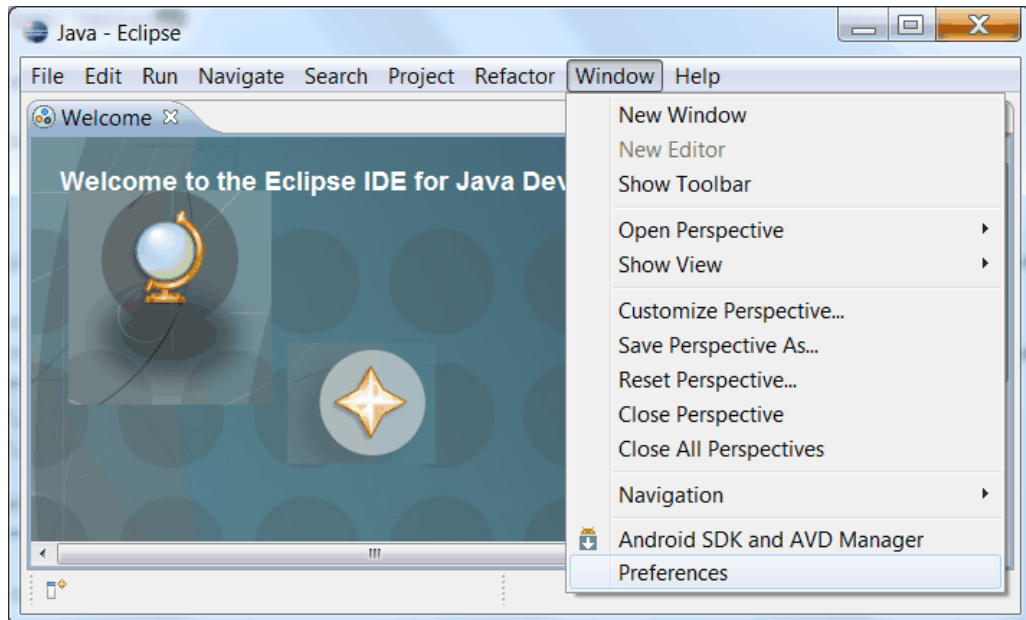 Java - Eclipse
File Edit Run Navigate Search Project Refactor Window Help
Welcome
Welcome to the Eclipse IDE for Java Dev
New Window
New Editor
Show Toolbar
Open Perspective
Show View
Customize Perspective...
Save Perspective As...
Reset Perspective...
Close Perspective
Close All Perspectives
Navigation
Android SDK and AVD Manager
Preferences